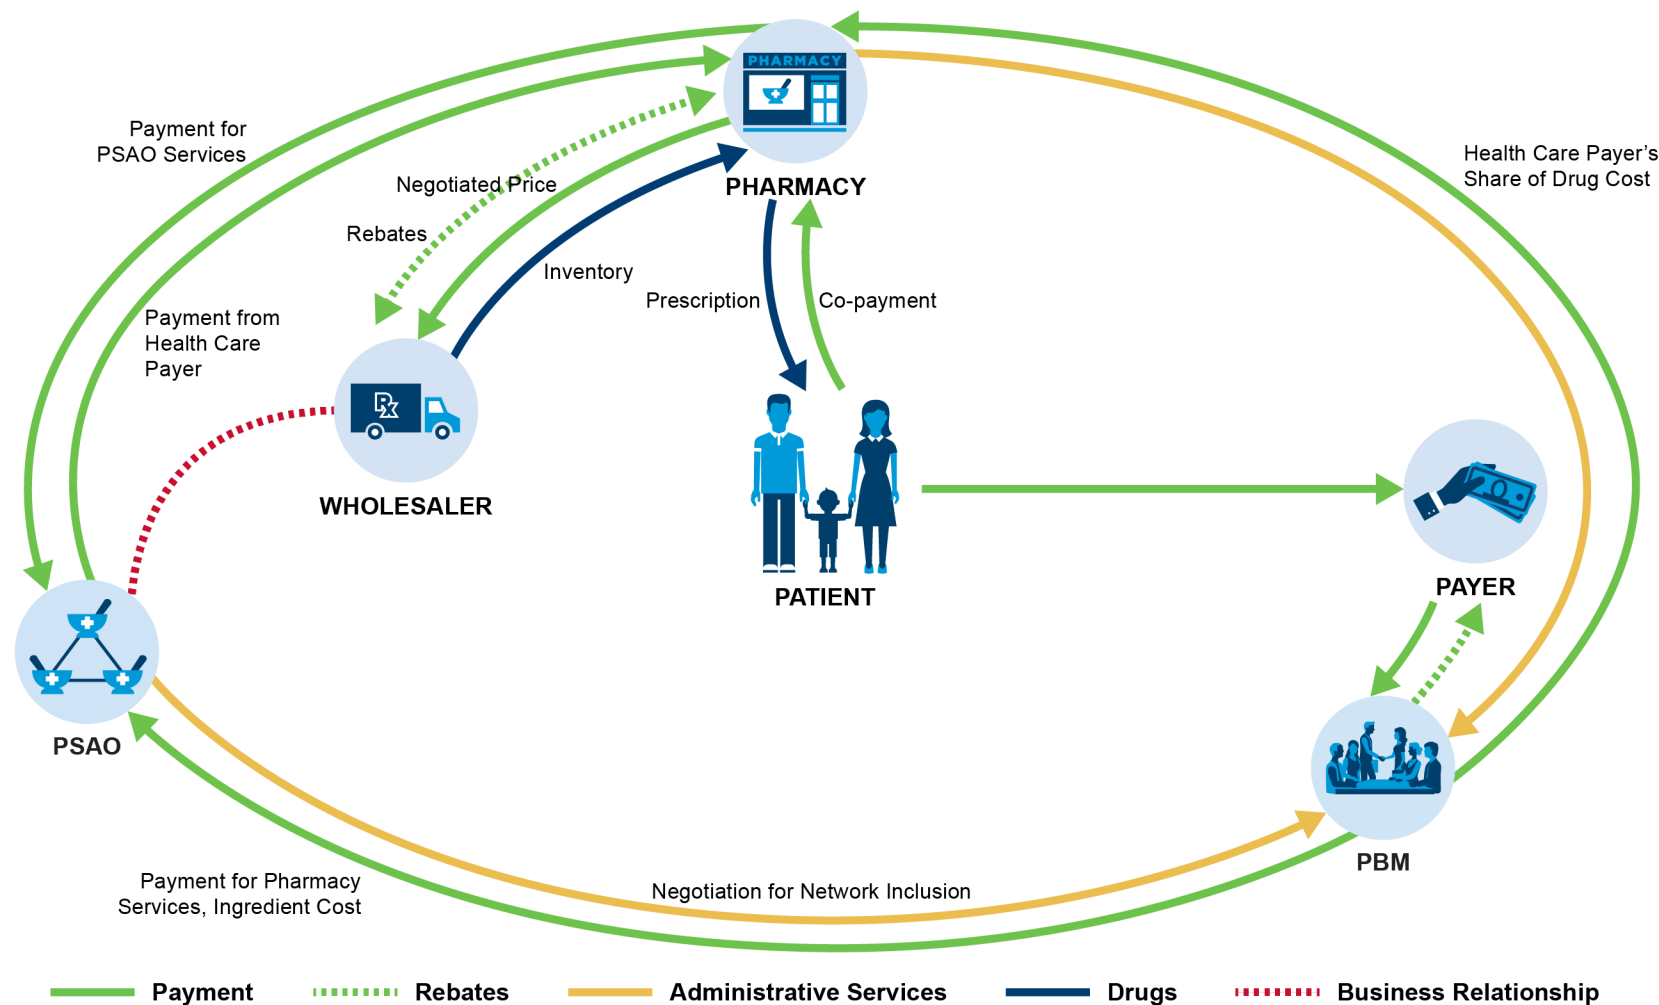 PHARMACY
Payment for
PSAO Services
Health Care Payer’s
Share of Drug Cost
Negotiated Price
PHARMACY
Rebates
Inventory
Prescription
Co-payment
Payment from
Health Care
Payer
Rx
WHOLESALER
PATIENT
PAYER
PSAO
PBM
Payment for Pharmacy
Services, Ingredient Cost
Negotiation for Network Inclusion
Payment
Rebates
Administrative Services
Drugs
Business Relationship